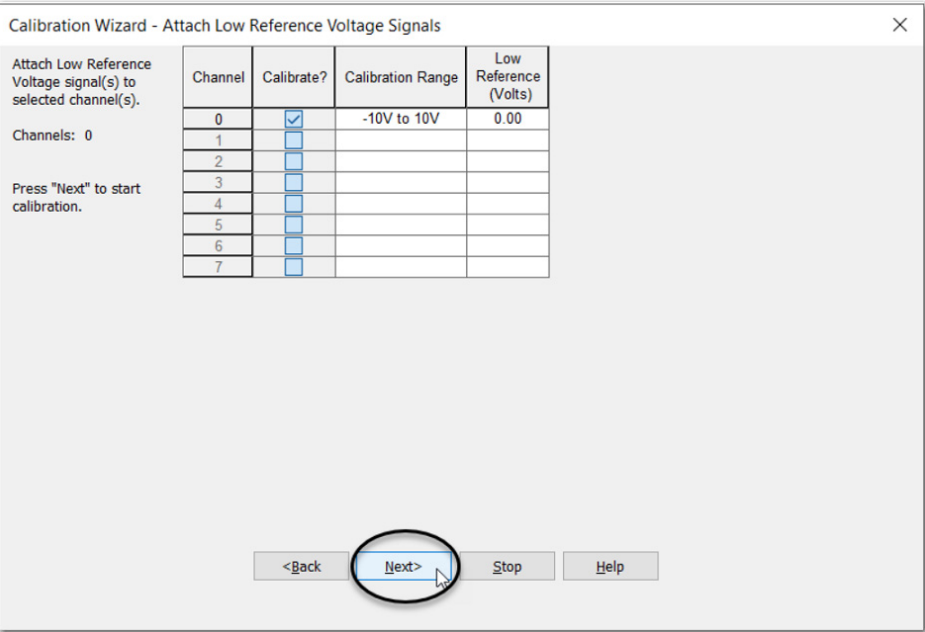 Calibration Wizard - Attach Low Reference Voltage Signals
Attach Low Reference
Voltage signal(s) to
selected channel(s).
Channels: 0
Press "Next" to start
calibration.
Channel Calibrate? Calibration Range Low Reference (Volts)
0 -10V to 10V 0.00
1
2
3
4
5
6
7
<Back Next> Stop Help